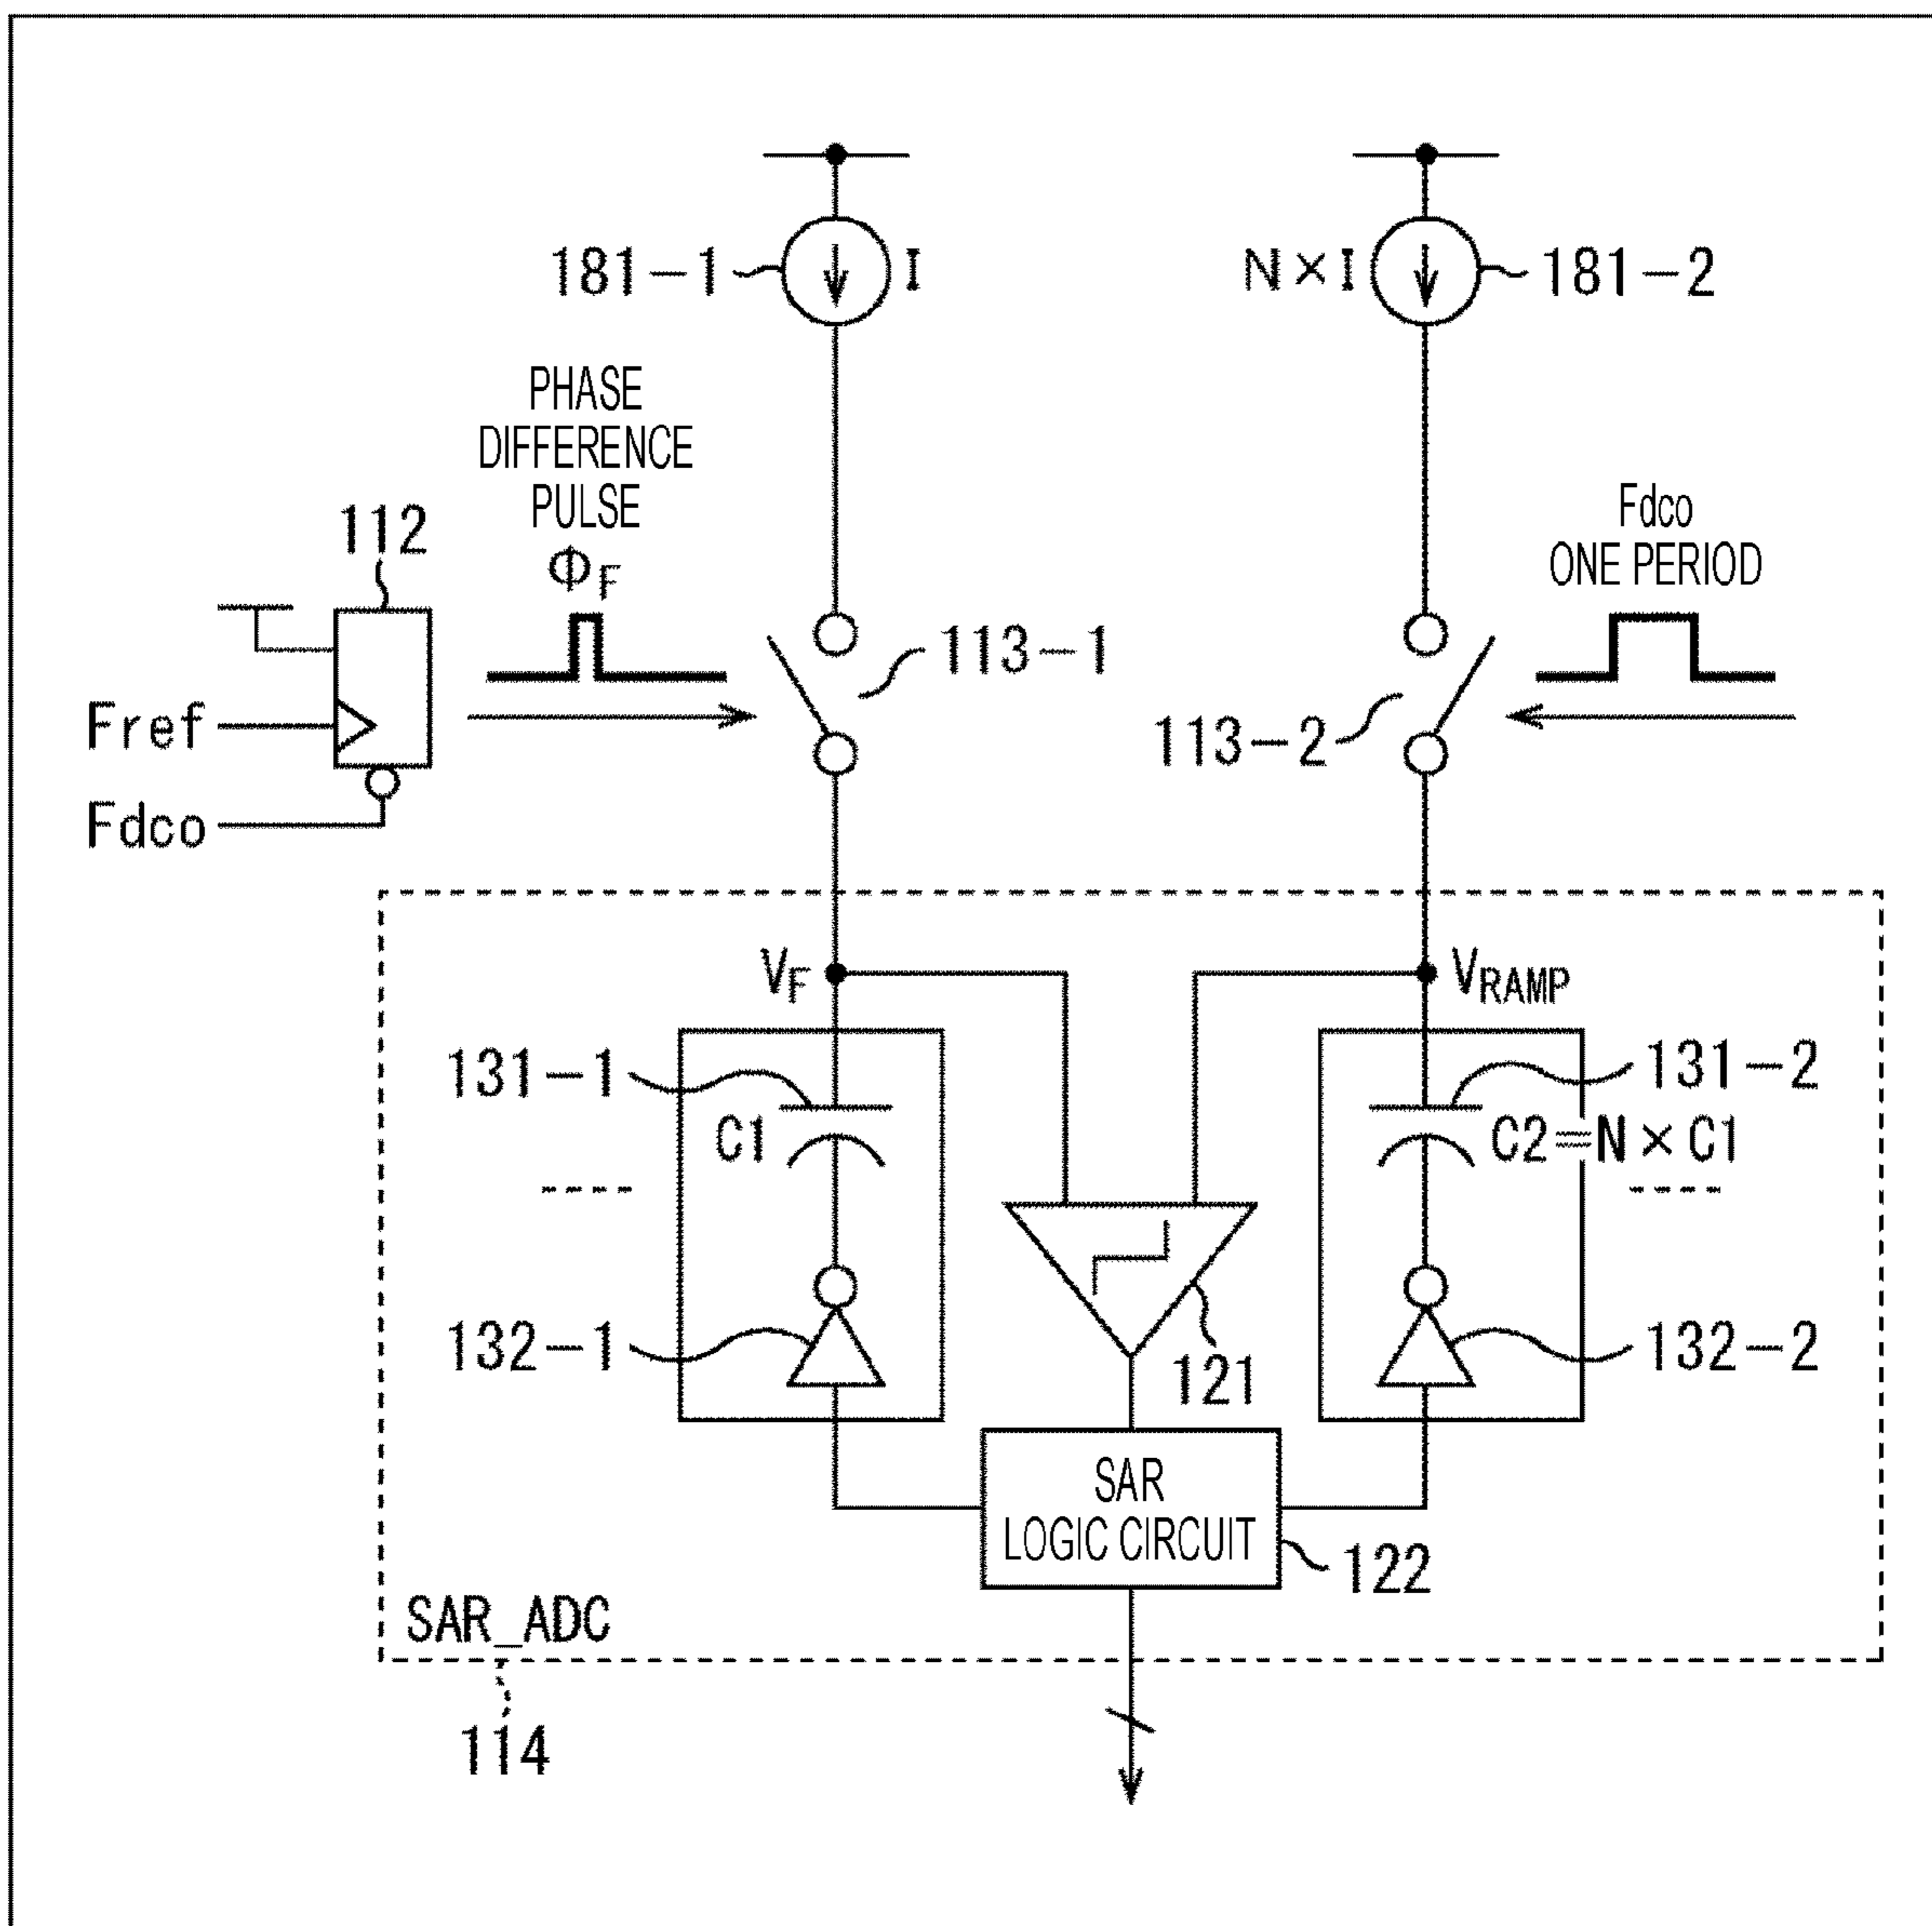 181-1
I
N×I
181-2
PHASE
DIFFERENCE
PULSE
ΦF
Fdco
ONE PERIOD
112
113-1
113-2
Fref
Fdco
VF
VRAMP
131-1
C1
131-2
C2=N×C1
132-1
121
132-2
SAR
LOGIC CIRCUIT
122
SAR_ADC
114